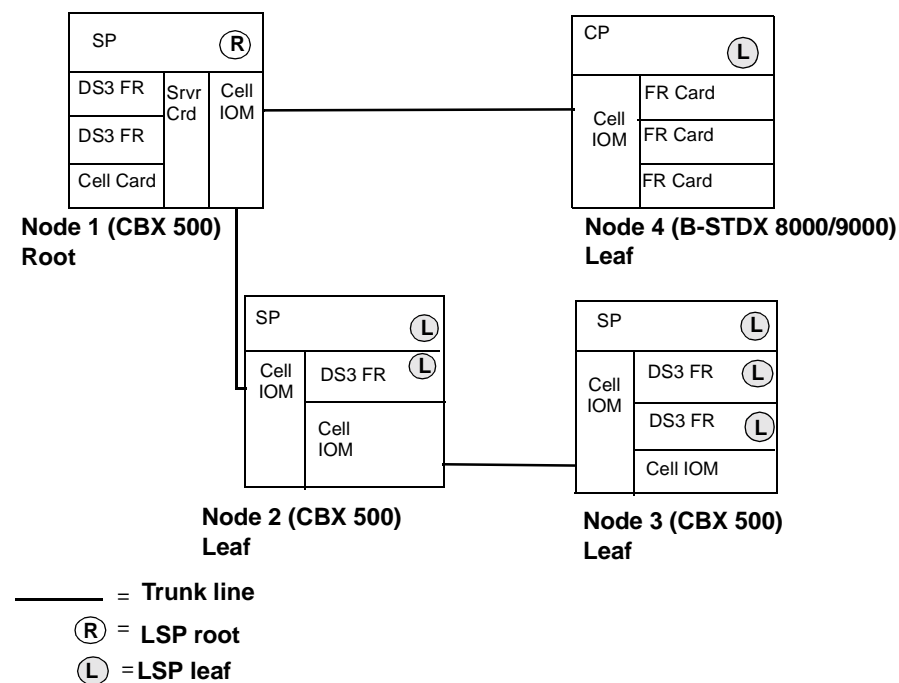 SP
R
DS3 FR
Srvr
Crd
Cell
IOM
DS3 FR
Cell Card
Node 1 (CBX 500)
Root
CP
L
Cell
IOM
FR Card
FR Card
FR Card
Node 4 (B-STDX 8000/9000)
Leaf
SP
L
Cell
IOM
DS3 FR
L
Cell
IOM
Node 2 (CBX 500)
Leaf
SP
L
Cell
IOM
DS3 FR
L
DS3 FR
L
Cell IOM
Node 3 (CBX 500)
Leaf
= Trunk line
R = LSP root
L =LSP leaf